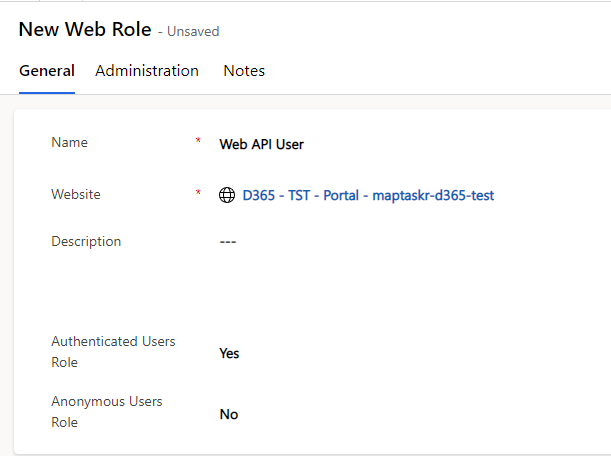 New Web Role - Unsaved
General Administration Notes
Name * Web API User
Website * D365 - TST - Portal - maptaskr-d365-test
Description ---
Authenticated Users
Role
Yes
Anonymous Users
Role
No